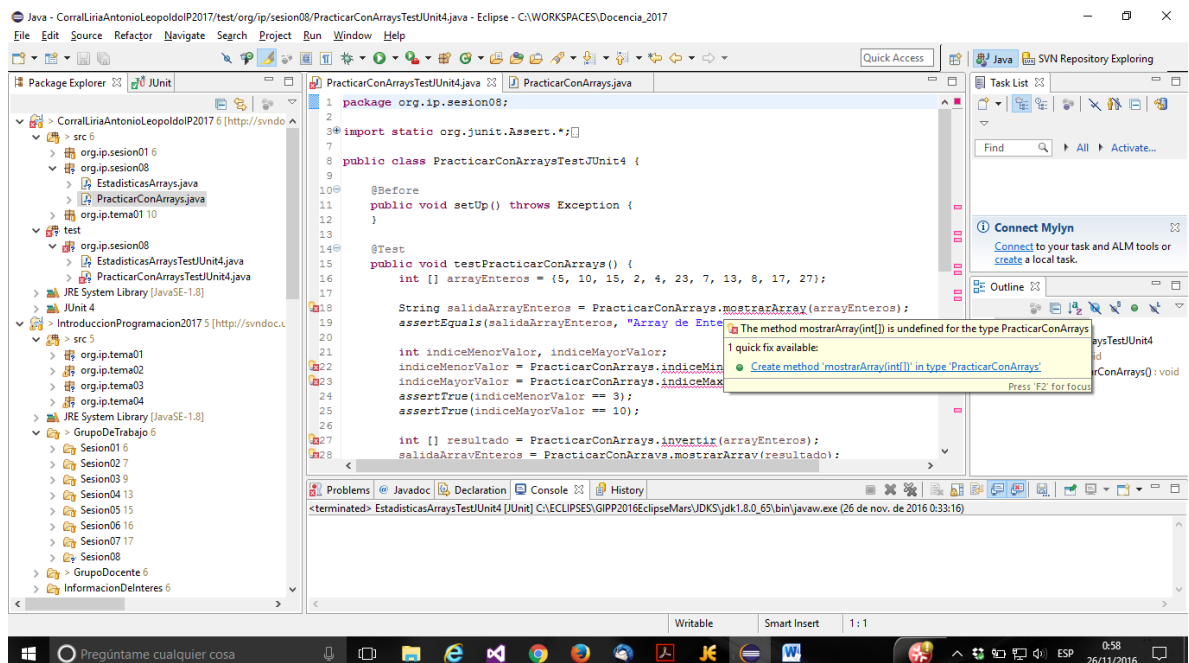 Java - CorralLiriaAntonioLeopoldoIP2017/test/org/ip/sesion08/PracticarConArraysTestJUnit4.java - Eclipse - C:\WORKSPACES\Docencia_2017
File Edit Source Refactor Navigate Search Project Run Window Help
Quick Access
Java
SVN Repository Exploring
Package Explorer
JUnit
> CorralLiriaAntonioLeopoldoIP2017 6 [http://svndo
> src 6
org.ip.sesion01 6
org.ip.sesion08
EstadisticasArrays.java
PracticarConArrays.java
org.ip.tema01 10
test
org.ip.sesion08
EstadisticasArraysTestJUnit4.java
PracticarConArraysTestJUnit4.java
JRE System Library [JavaSE-1.8]
JUnit 4
> IntroduccionProgramacion2017 5 [http://svndoc.u
> src 5
org.ip.tema01
org.ip.tema02
org.ip.tema03
org.ip.tema04
JRE System Library [JavaSE-1.8]
> GrupoDeTrabajo 6
Sesion01 6
Sesion02 7
Sesion03 9
Sesion04 13
Sesion05 15
Sesion06 16
Sesion07 17
Sesion08
> GrupoDocente 6
InformacionDeInteres 6
PracticarConArraysTestJUnit4.java
PracticarConArrays.java
1 package org.ip.sesion08;
2
3 import static org.junit.Assert.*;
7
8 public class PracticarConArraysTestJUnit4 {
9
10 @Before
11 public void setUp() throws Exception {
12 }
13
14 @Test
15 public void testPracticarConArrays() {
16 int [] arrayEnteros = {5, 10, 15, 2, 4, 23, 7, 13, 8, 17, 27};
17
18 String salidaArrayEnteros = PracticarConArrays.mostrarArray(arrayEnteros);
19 assertEquals(salidaArrayEnteros, "Array de Ente
20
21 int indiceMenorValor, indiceMayorValor;
22 indiceMenorValor = PracticarConArrays.indiceMin
23 indiceMayorValor = PracticarConArrays.indiceMax
24 assertTrue(indiceMenorValor == 3);
25 assertTrue(indiceMayorValor == 10);
26
27 int [] resultado = PracticarConArrays.invertir(arrayEnteros);
28 salidaArrayEnteros = PracticarConArrays.mostrarArray(resultado);
The method mostrarArray(int[]) is undefined for the type PracticarConArrays
1 quick fix available:
Create method 'mostrarArray(int[])' in type 'PracticarConArrays'
Press 'F2' for focus
Task List
Find
All
Activate...
Connect Mylyn
Connect to your task and ALM tools or
create a local task.
Outline
aysTestJUnit4
id
rConArrays() : void
Problems
@ Javadoc
Declaration
Console
History
<terminated> EstadisticasArraysTestJUnit4 [JUnit] C:\ECLIPSES\GIPP2016EclipseMars\JDKS\jdk1.8.0_65\bin\javaw.exe (26 de nov. de 2016 0:33:16)
Writable
Smart Insert
1 : 1
Pregúntame cualquier cosa
ESP
0:58
26/11/2016